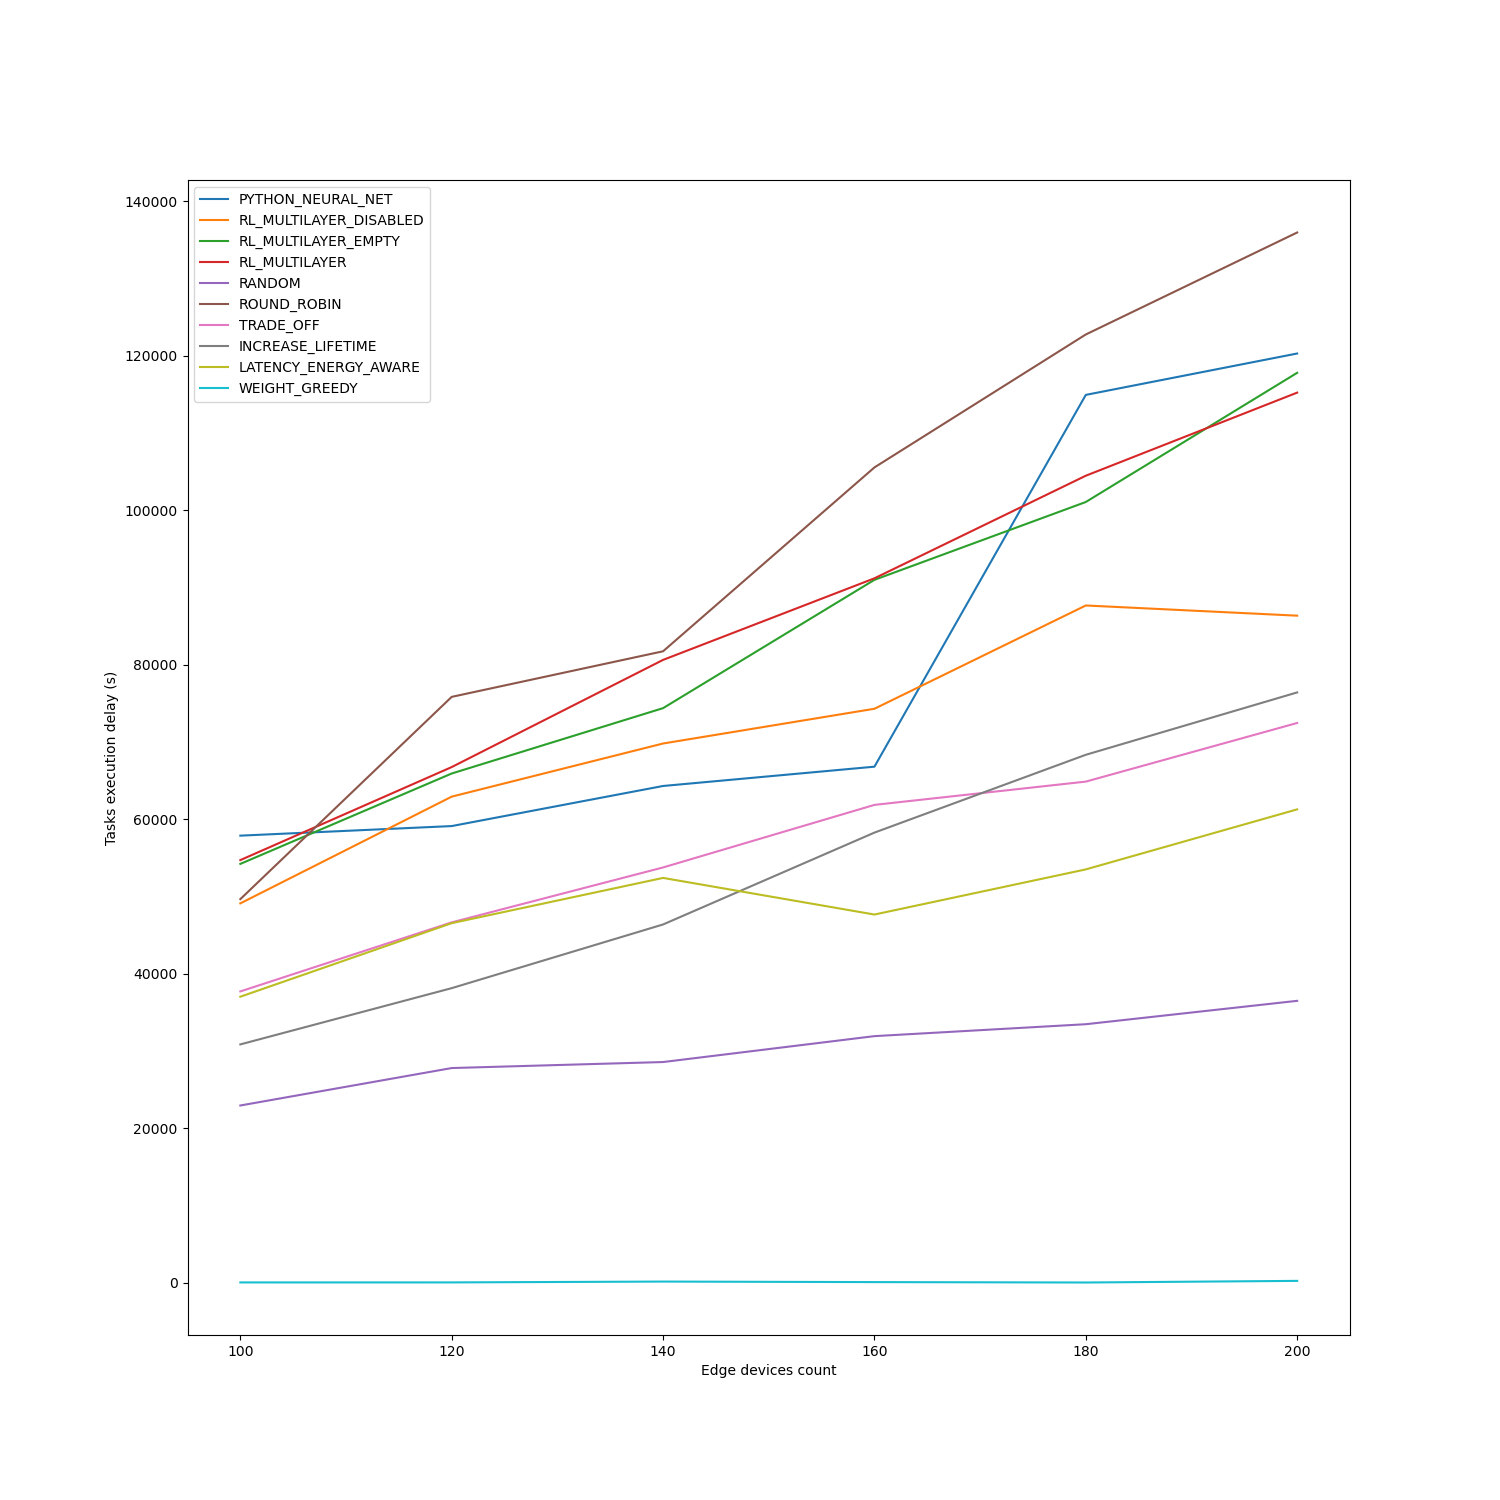 140000
120000
100000
80000
60000
40000
20000
0
Tasks execution delay (s)
PYTHON_NEURAL_NET
RL_MULTILAYER_DISABLED
RL_MULTILAYER_EMPTY
RL_MULTILAYER
RANDOM
ROUND_ROBIN
TRADE_OFF
INCREASE_LIFETIME
LATENCY_ENERGY_AWARE
WEIGHT_GREEDY
100 120 140 160 180 200
Edge devices count